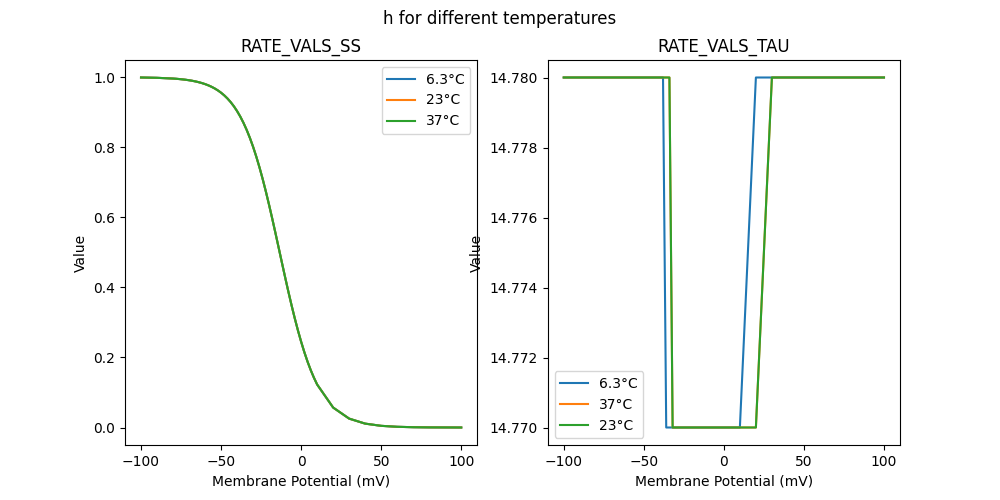 h for different temperatures
RATE_VALS_SS
1.0
0.8
0.6
0.4
0.2
0.0
Value
−100
−50
0
50
100
Membrane Potential (mV)
6.3°C
23°C
37°C
RATE_VALS_TAU
14.780
14.778
14.776
14.774
14.772
14.770
Value
−100
−50
0
50
100
Membrane Potential (mV)
6.3°C
37°C
23°C